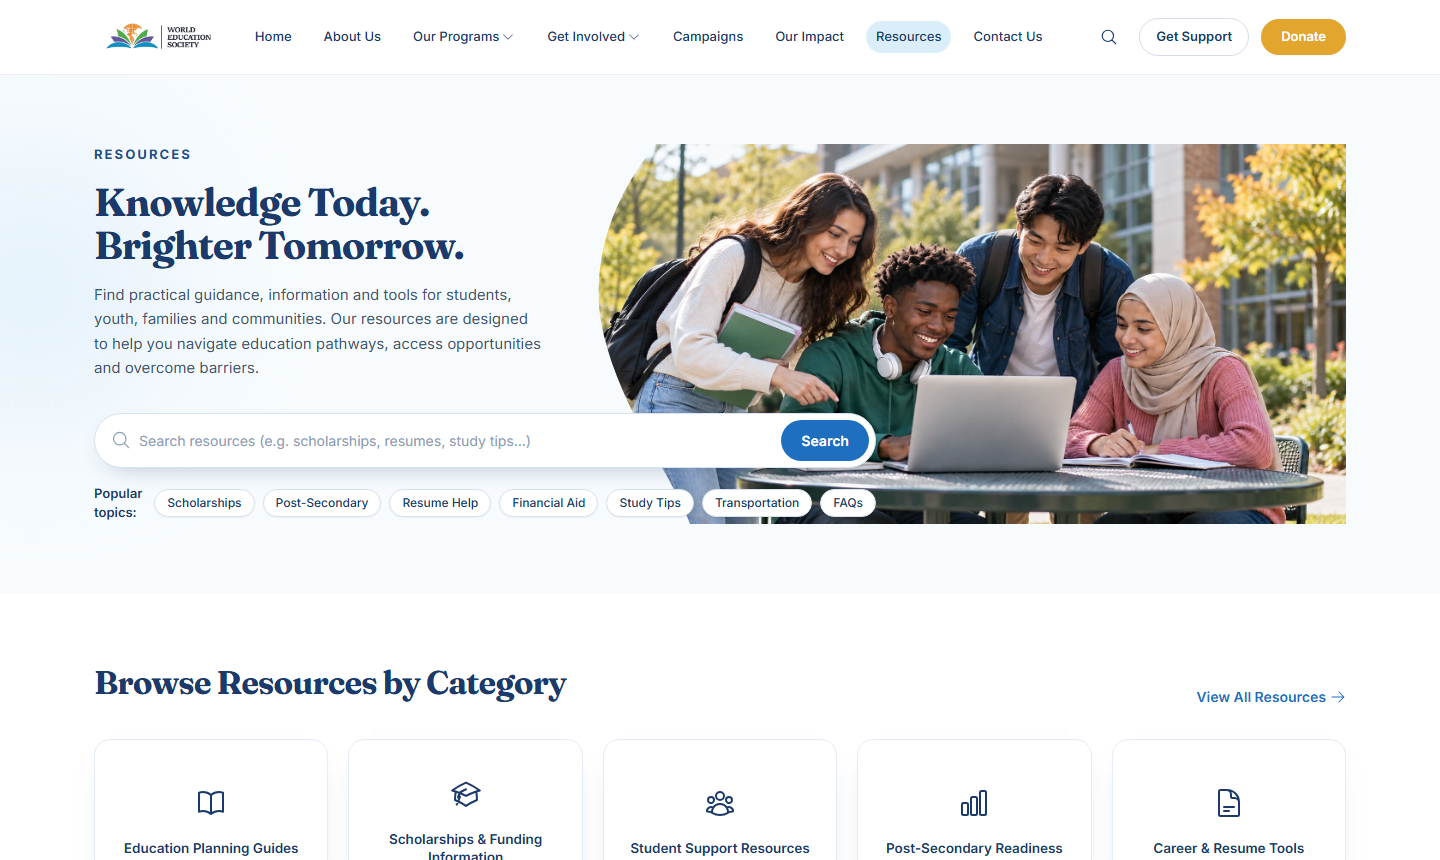 WORLD
EDUCATION
SOCIETY
Home
About Us
Our Programs
Get Involved
Campaigns
Our Impact
Resources
Contact Us
Get Support
Donate
RESOURCES
Knowledge Today.
Brighter Tomorrow.
Find practical guidance, information and tools for students,
youth, families and communities. Our resources are designed
to help you navigate education pathways, access opportunities
and overcome barriers.
Search resources (e.g. scholarships, resumes, study tips...)
Search
Popular
topics:
Scholarships
Post-Secondary
Resume Help
Financial Aid
Study Tips
Transportation
FAQs
Browse Resources by Category
View All Resources
Education Planning Guides
Scholarships & Funding
Information
Student Support Resources
Post-Secondary Readiness
Career & Resume Tools